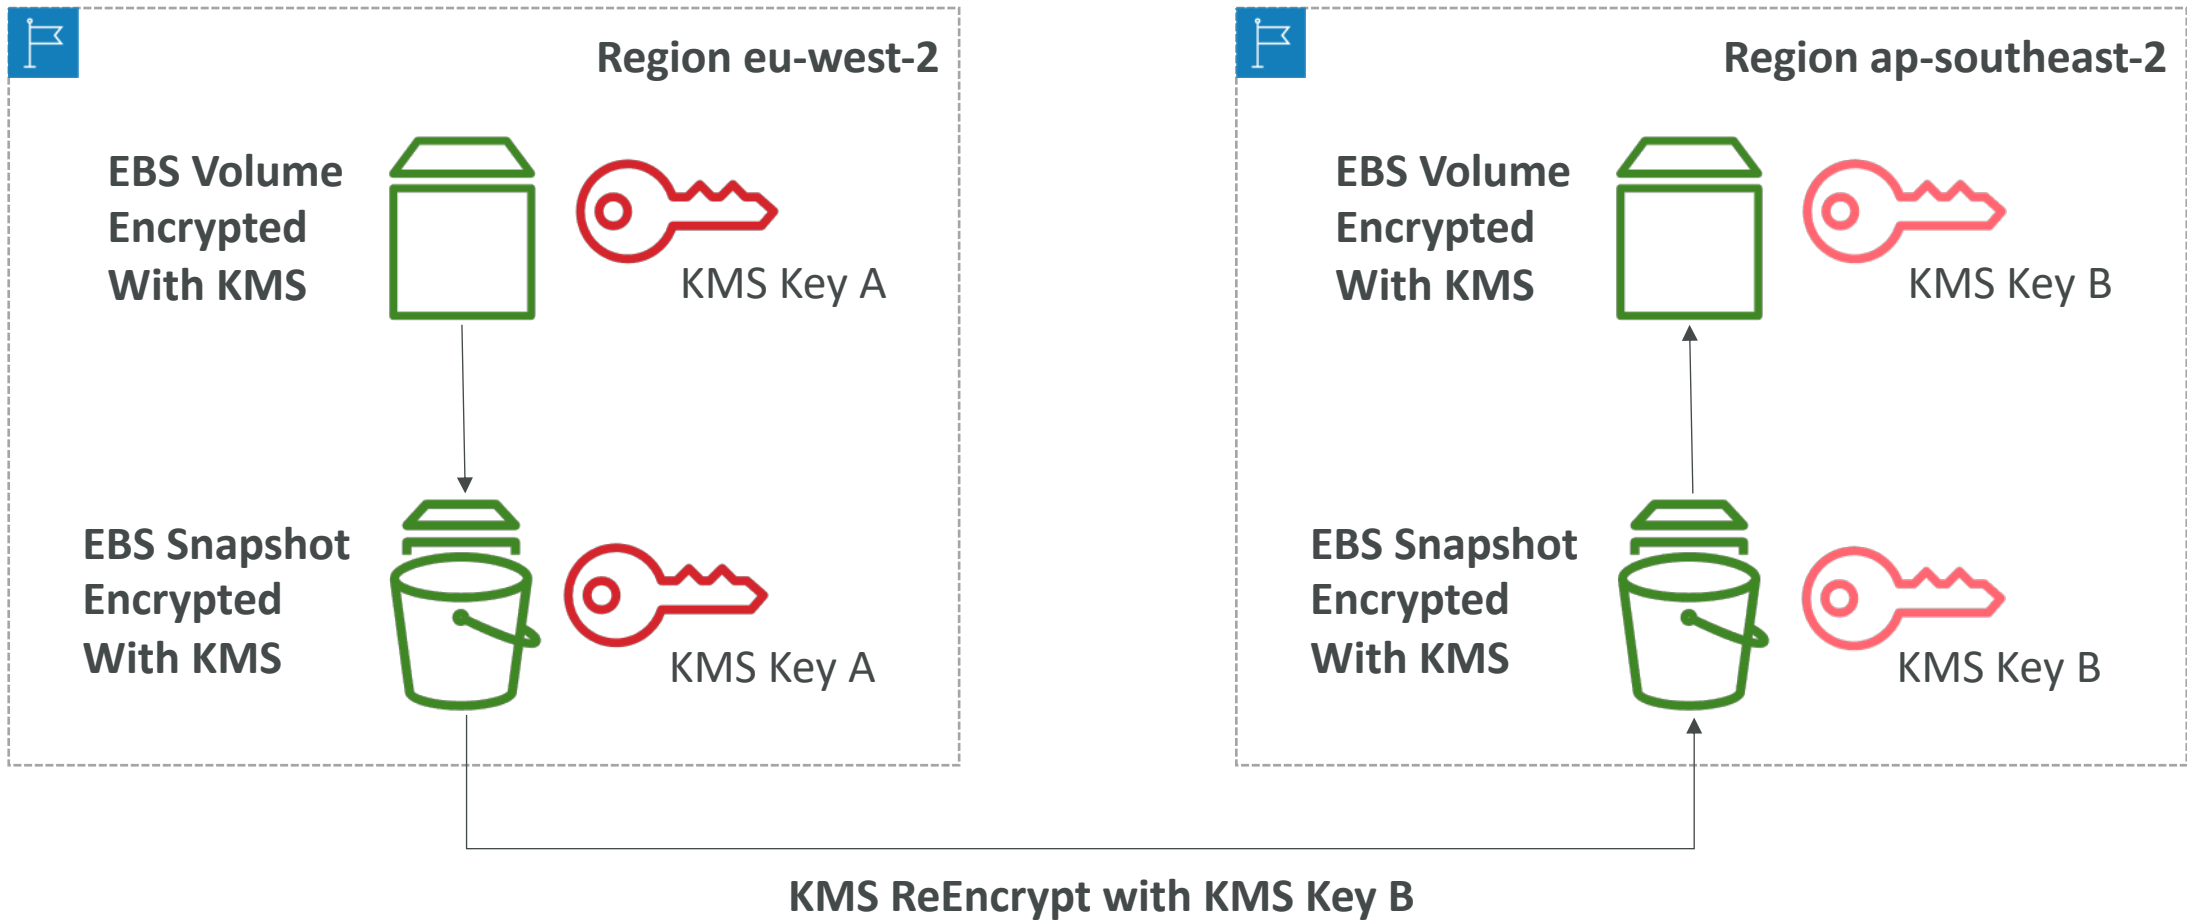 Region eu-west-2
EBS Volume
Encrypted
With KMS
KMS Key A
EBS Snapshot
Encrypted
With KMS
KMS Key A
Region ap-southeast-2
EBS Volume
Encrypted
With KMS
KMS Key B
EBS Snapshot
Encrypted
With KMS
KMS Key B
KMS ReEncrypt with KMS Key B